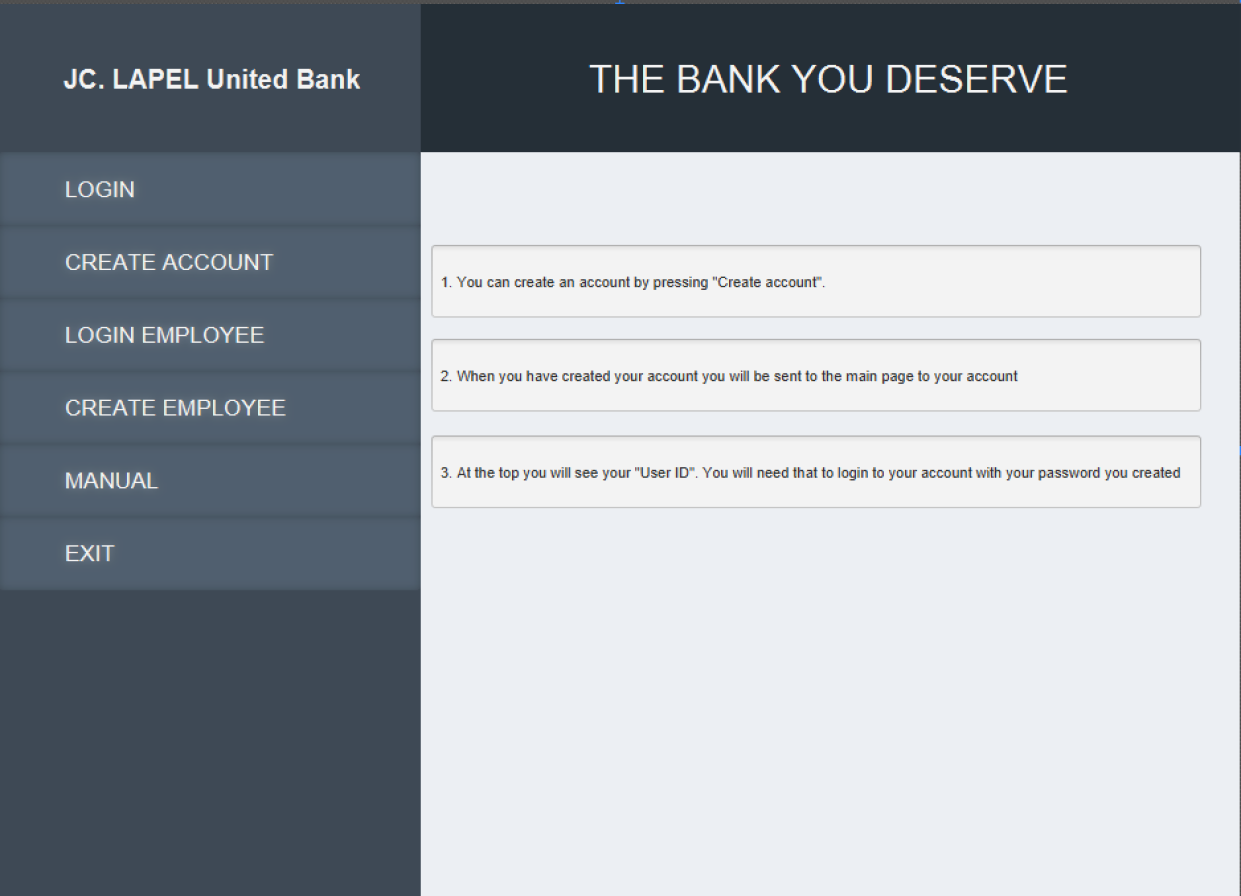 JC. LAPEL United Bank
THE BANK YOU DESERVE
LOGIN
CREATE ACCOUNT
LOGIN EMPLOYEE
CREATE EMPLOYEE
MANUAL
EXIT
1. You can create an account by pressing "Create account".
2. When you have created your account you will be sent to the main page to your account
3. At the top you will see your "User ID". You will need that to login to your account with your password you created